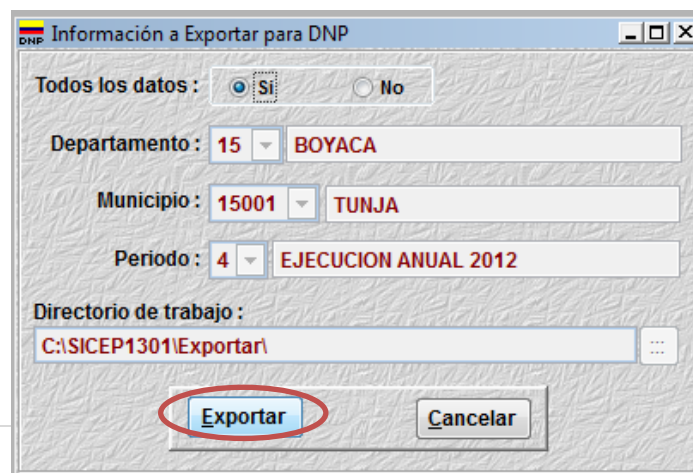 DNP Información a Exportar para DNP
Todos los datos : Si No
Departamento : 15 BOYACA
Municipio : 15001 TUNJA
Periodo : 4 EJECUCION ANUAL 2012
Directorio de trabajo :
C:\SICEP1301\Exportar\
Exportar Cancelar